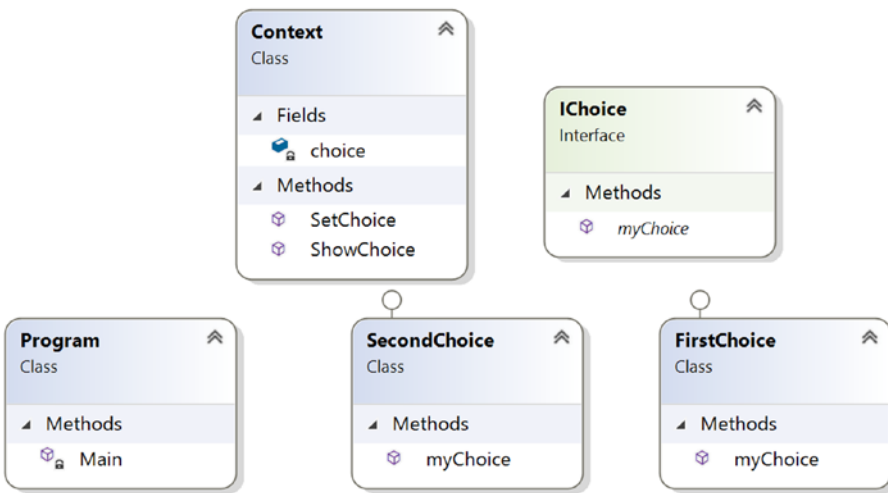 Context
Class
Fields
choice
Methods
SetChoice
ShowChoice
IChoice
Interface
Methods
myChoice
Program
Class
Methods
Main
SecondChoice
Class
Methods
myChoice
FirstChoice
Class
Methods
myChoice